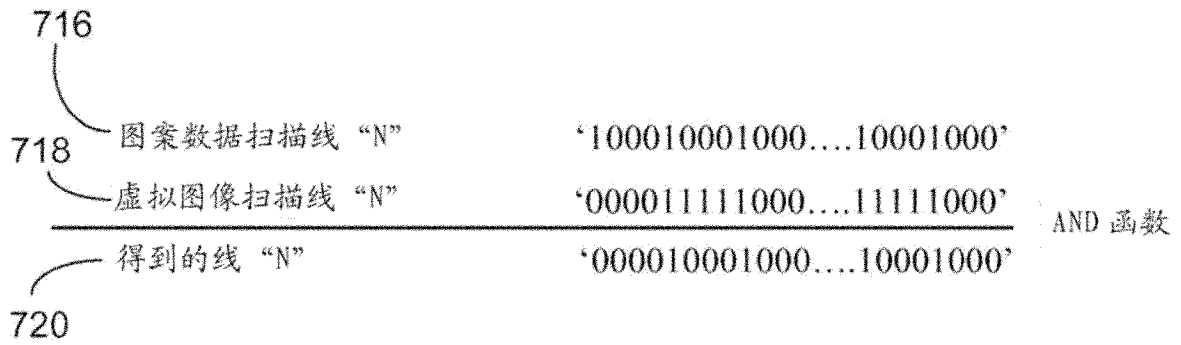 716
图案数据扫描线 “N” ‘100010001000....10001000’
718
虚拟图像扫描线 “N” ‘000011111000....11111000’
AND 函数
得到的线 “N” ‘000010001000....10001000’
720